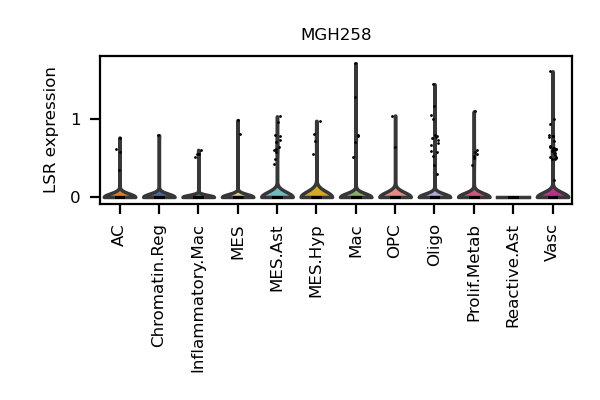 MGH258
LSR expression
1
0
AC
Chromatin.Reg
Inflammatory.Mac
MES
MES.Ast
MES.Hyp
Mac
OPC
Oligo
Prolif.Metab
Reactive.Ast
Vasc